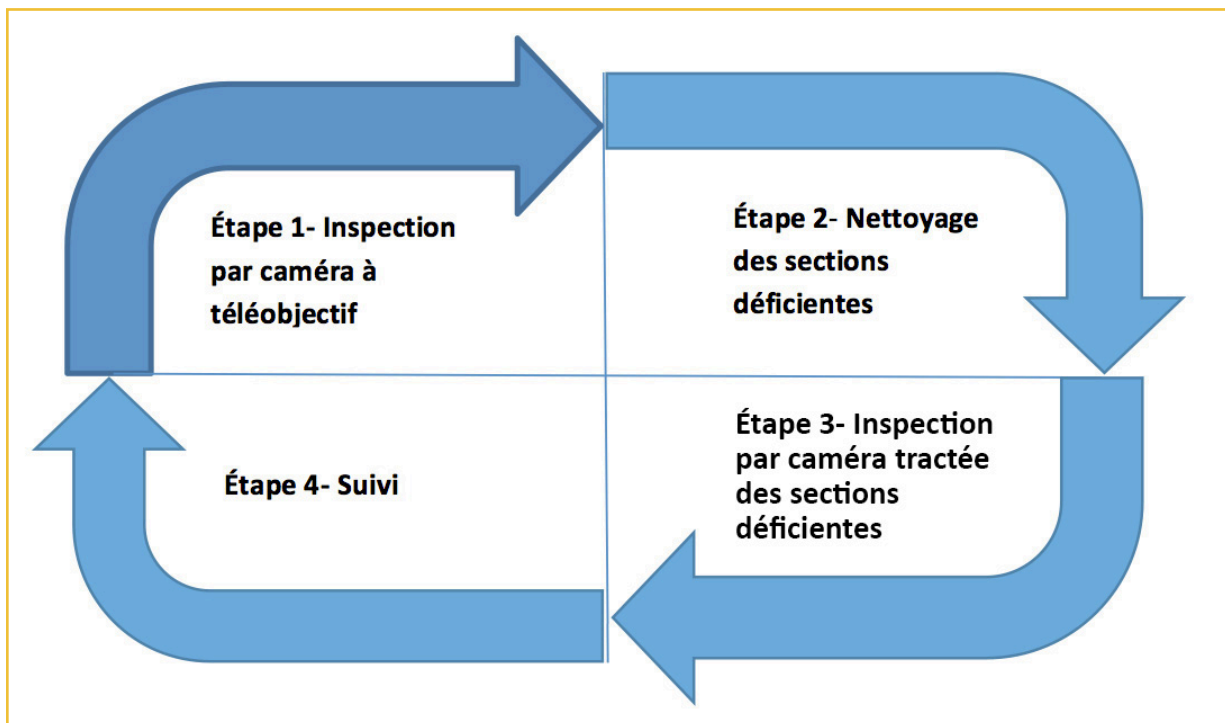 Étape 1- Inspection
par caméra à
téléobjectif
Étape 2- Nettoyage
des sections
déficientes
Étape 3- Inspection
par caméra tractée
des sections
déficientes
Étape 4- Suivi